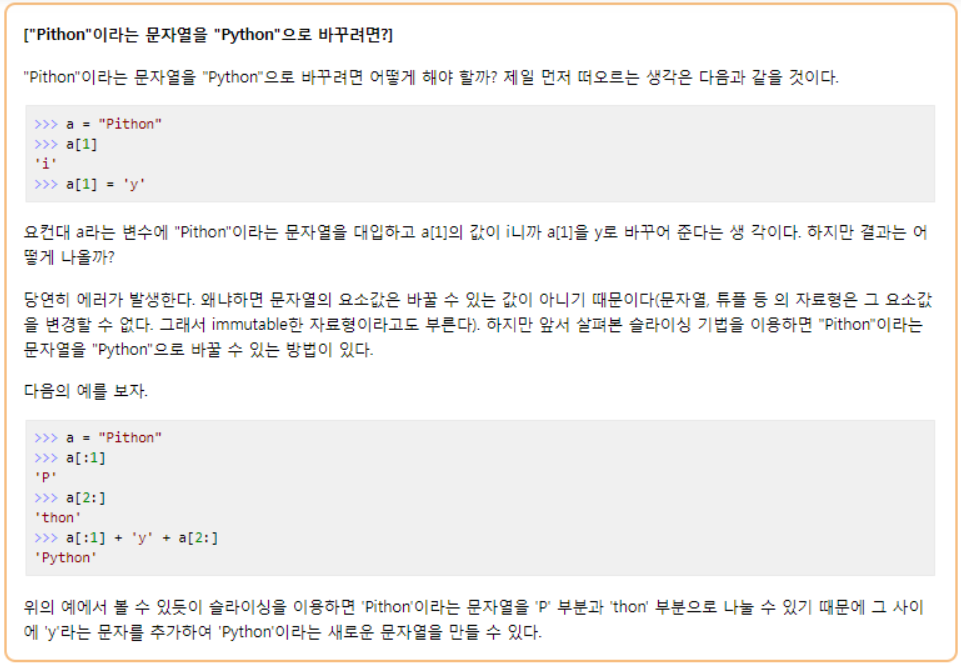 ["Pithon"이라는 문자열을 "Python"으로 바꾸려면?]
"Pithon"이라는 문자열을 "Python"으로 바꾸려면 어떻게 해야 할까? 제일 먼저 떠오르는 생각은 다음과 같을 것이다.
>>> a = "Pithon"
>>> a[1]
'i'
>>> a[1] = 'y'
요컨대 a라는 변수에 "Pithon"이라는 문자열을 대입하고 a[1]의 값이 i니까 a[1]을 y로 바꾸어 준다는 생 각이다. 하지만 결과는 어
떻게 나올까?
당연히 에러가 발생한다. 왜냐하면 문자열의 요소값은 바꿀 수 있는 값이 아니기 때문이다(문자열, 튜플 등 의 자료형은 그 요소값
을 변경할 수 없다. 그래서 immutable한 자료형이라고도 부른다). 하지만 앞서 살펴본 슬라이싱 기법을 이용하면 "Pithon"이라는
문자열을 "Python"으로 바꿀 수 있는 방법이 있다.
다음의 예를 보자.
>>> a = "Pithon"
>>> a[:1]
'P'
>>> a[2:]
'thon'
>>> a[:1] + 'y' + a[2:]
'Python'
위의 예에서 볼 수 있듯이 슬라이싱을 이용하면 'Pithon'이라는 문자열을 'P' 부분과 'thon' 부분으로 나눌 수 있기 때문에 그 사이
에 'y'라는 문자를 추가하여 'Python'이라는 새로운 문자열을 만들 수 있다.